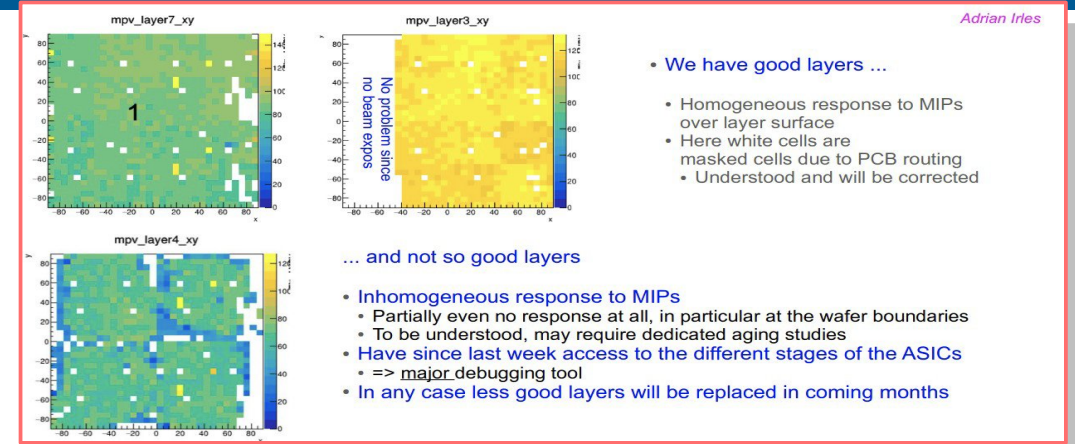 Adrian Irles
mpv_layer7_xy
mpv_layer3_xy
1
No problem since
no beam expos
• We have good layers ...
• Homogeneous response to MIPs
over layer surface
• Here white cells are
masked cells due to PCB routing
• Understood and will be corrected
mpv_layer4_xy
... and not so good layers
• Inhomogeneous response to MIPs
• Partially even no response at all, in particular at the wafer boundaries
• To be understood, may require dedicated aging studies
• Have since last week access to the different stages of the ASICs
• => major debugging tool
• In any case less good layers will be replaced in coming months